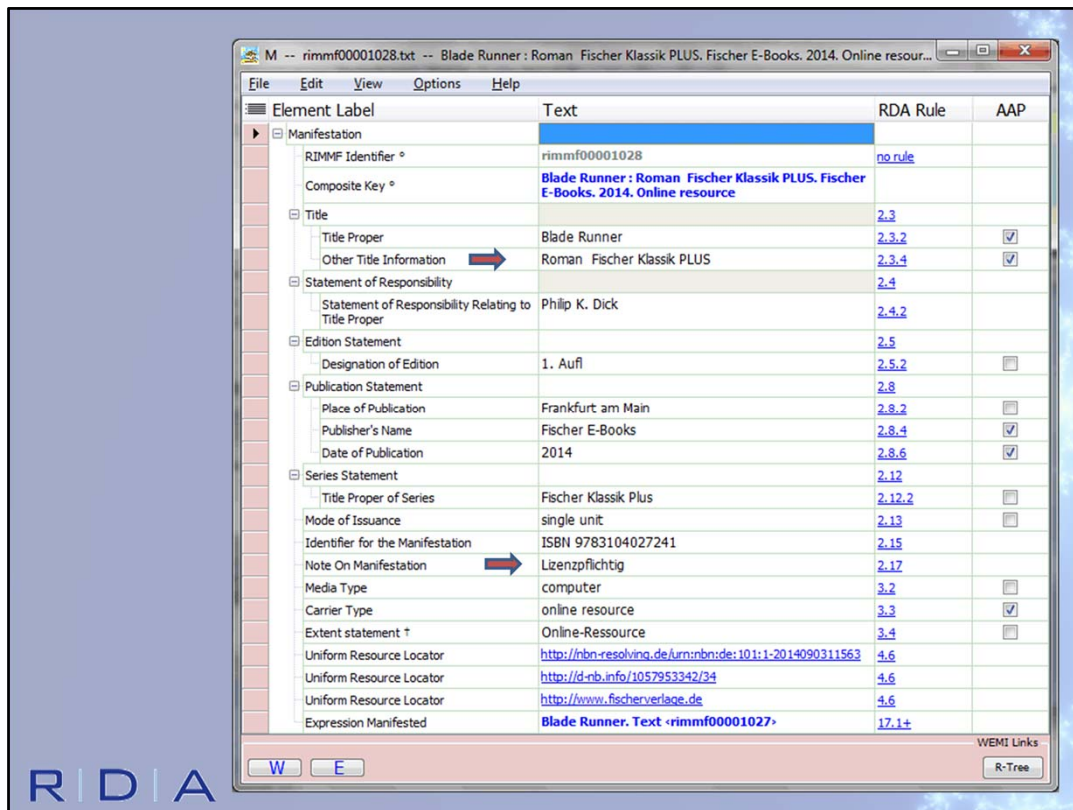 M -- rimmf00001028.txt -- Blade Runner : Roman Fischer Klassik PLUS. Fischer E-Books. 2014. Online resour...
File Edit View Options Help
Element Label Text RDA Rule AAP
Manifestation
RIMMF Identifier ° rimmf00001028 no rule
Composite Key ° Blade Runner : Roman Fischer Klassik PLUS. Fischer
E-Books. 2014. Online resource
Title 2.3
Title Proper Blade Runner 2.3.2
Other Title Information Roman Fischer Klassik PLUS 2.3.4
Statement of Responsibility 2.4
Statement of Responsibility Relating to Philip K. Dick 2.4.2
Title Proper
Edition Statement 2.5
Designation of Edition 1. Aufl 2.5.2
Publication Statement 2.8
Place of Publication Frankfurt am Main 2.8.2
Publisher's Name Fischer E-Books 2.8.4
Date of Publication 2014 2.8.6
Series Statement 2.12
Title Proper of Series Fischer Klassik Plus 2.12.2
Mode of Issuance single unit 2.13
Identifier for the Manifestation ISBN 9783104027241 2.15
Note On Manifestation Lizenzpflichtig 2.17
Media Type computer 3.2
Carrier Type online resource 3.3
Extent statement † Online-Ressource 3.4
Uniform Resource Locator http://nbn-resolving.de/urn:nbn:de:101:1-2014090311563 4.6
Uniform Resource Locator http://d-nb.info/1057953342/34 4.6
Uniform Resource Locator http://www.fischerverlage.de 4.6
Expression Manifested Blade Runner. Text ‹rimmf00001027› 17.1+
WEMI Links
W E R-Tree
R|D|A